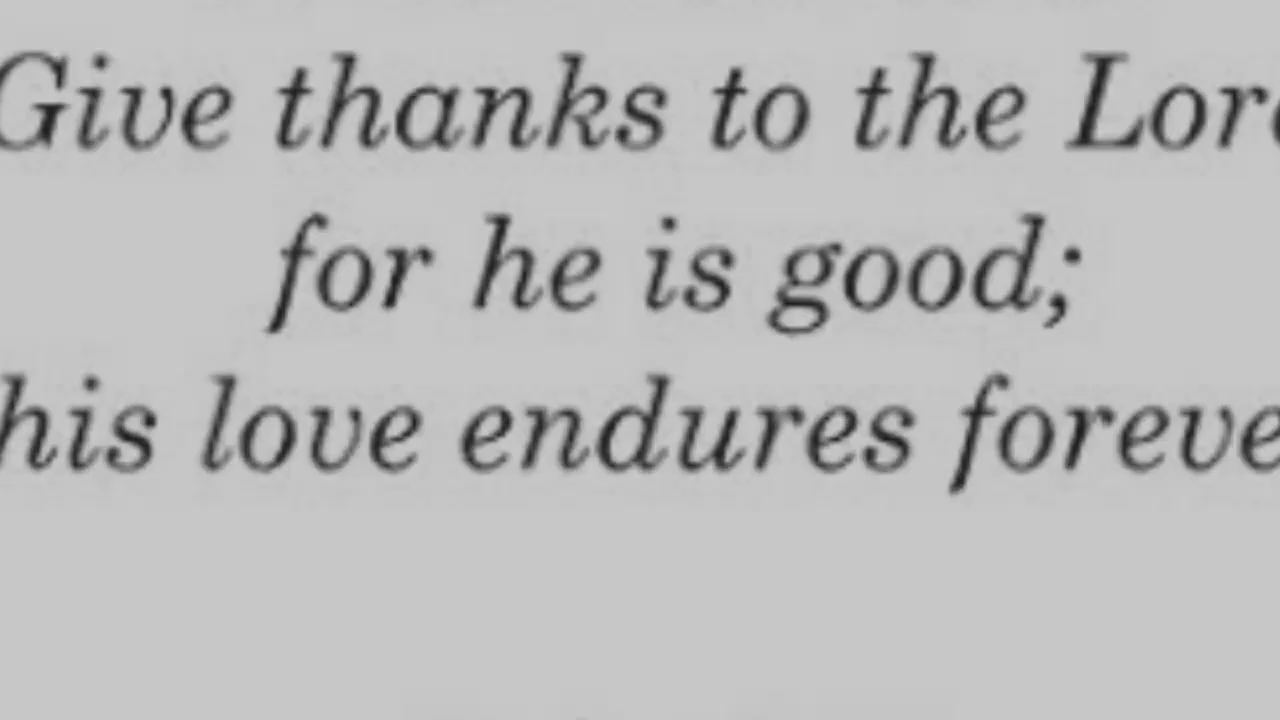 Give thanks to the Lor
for he is good;
his love endures foreve